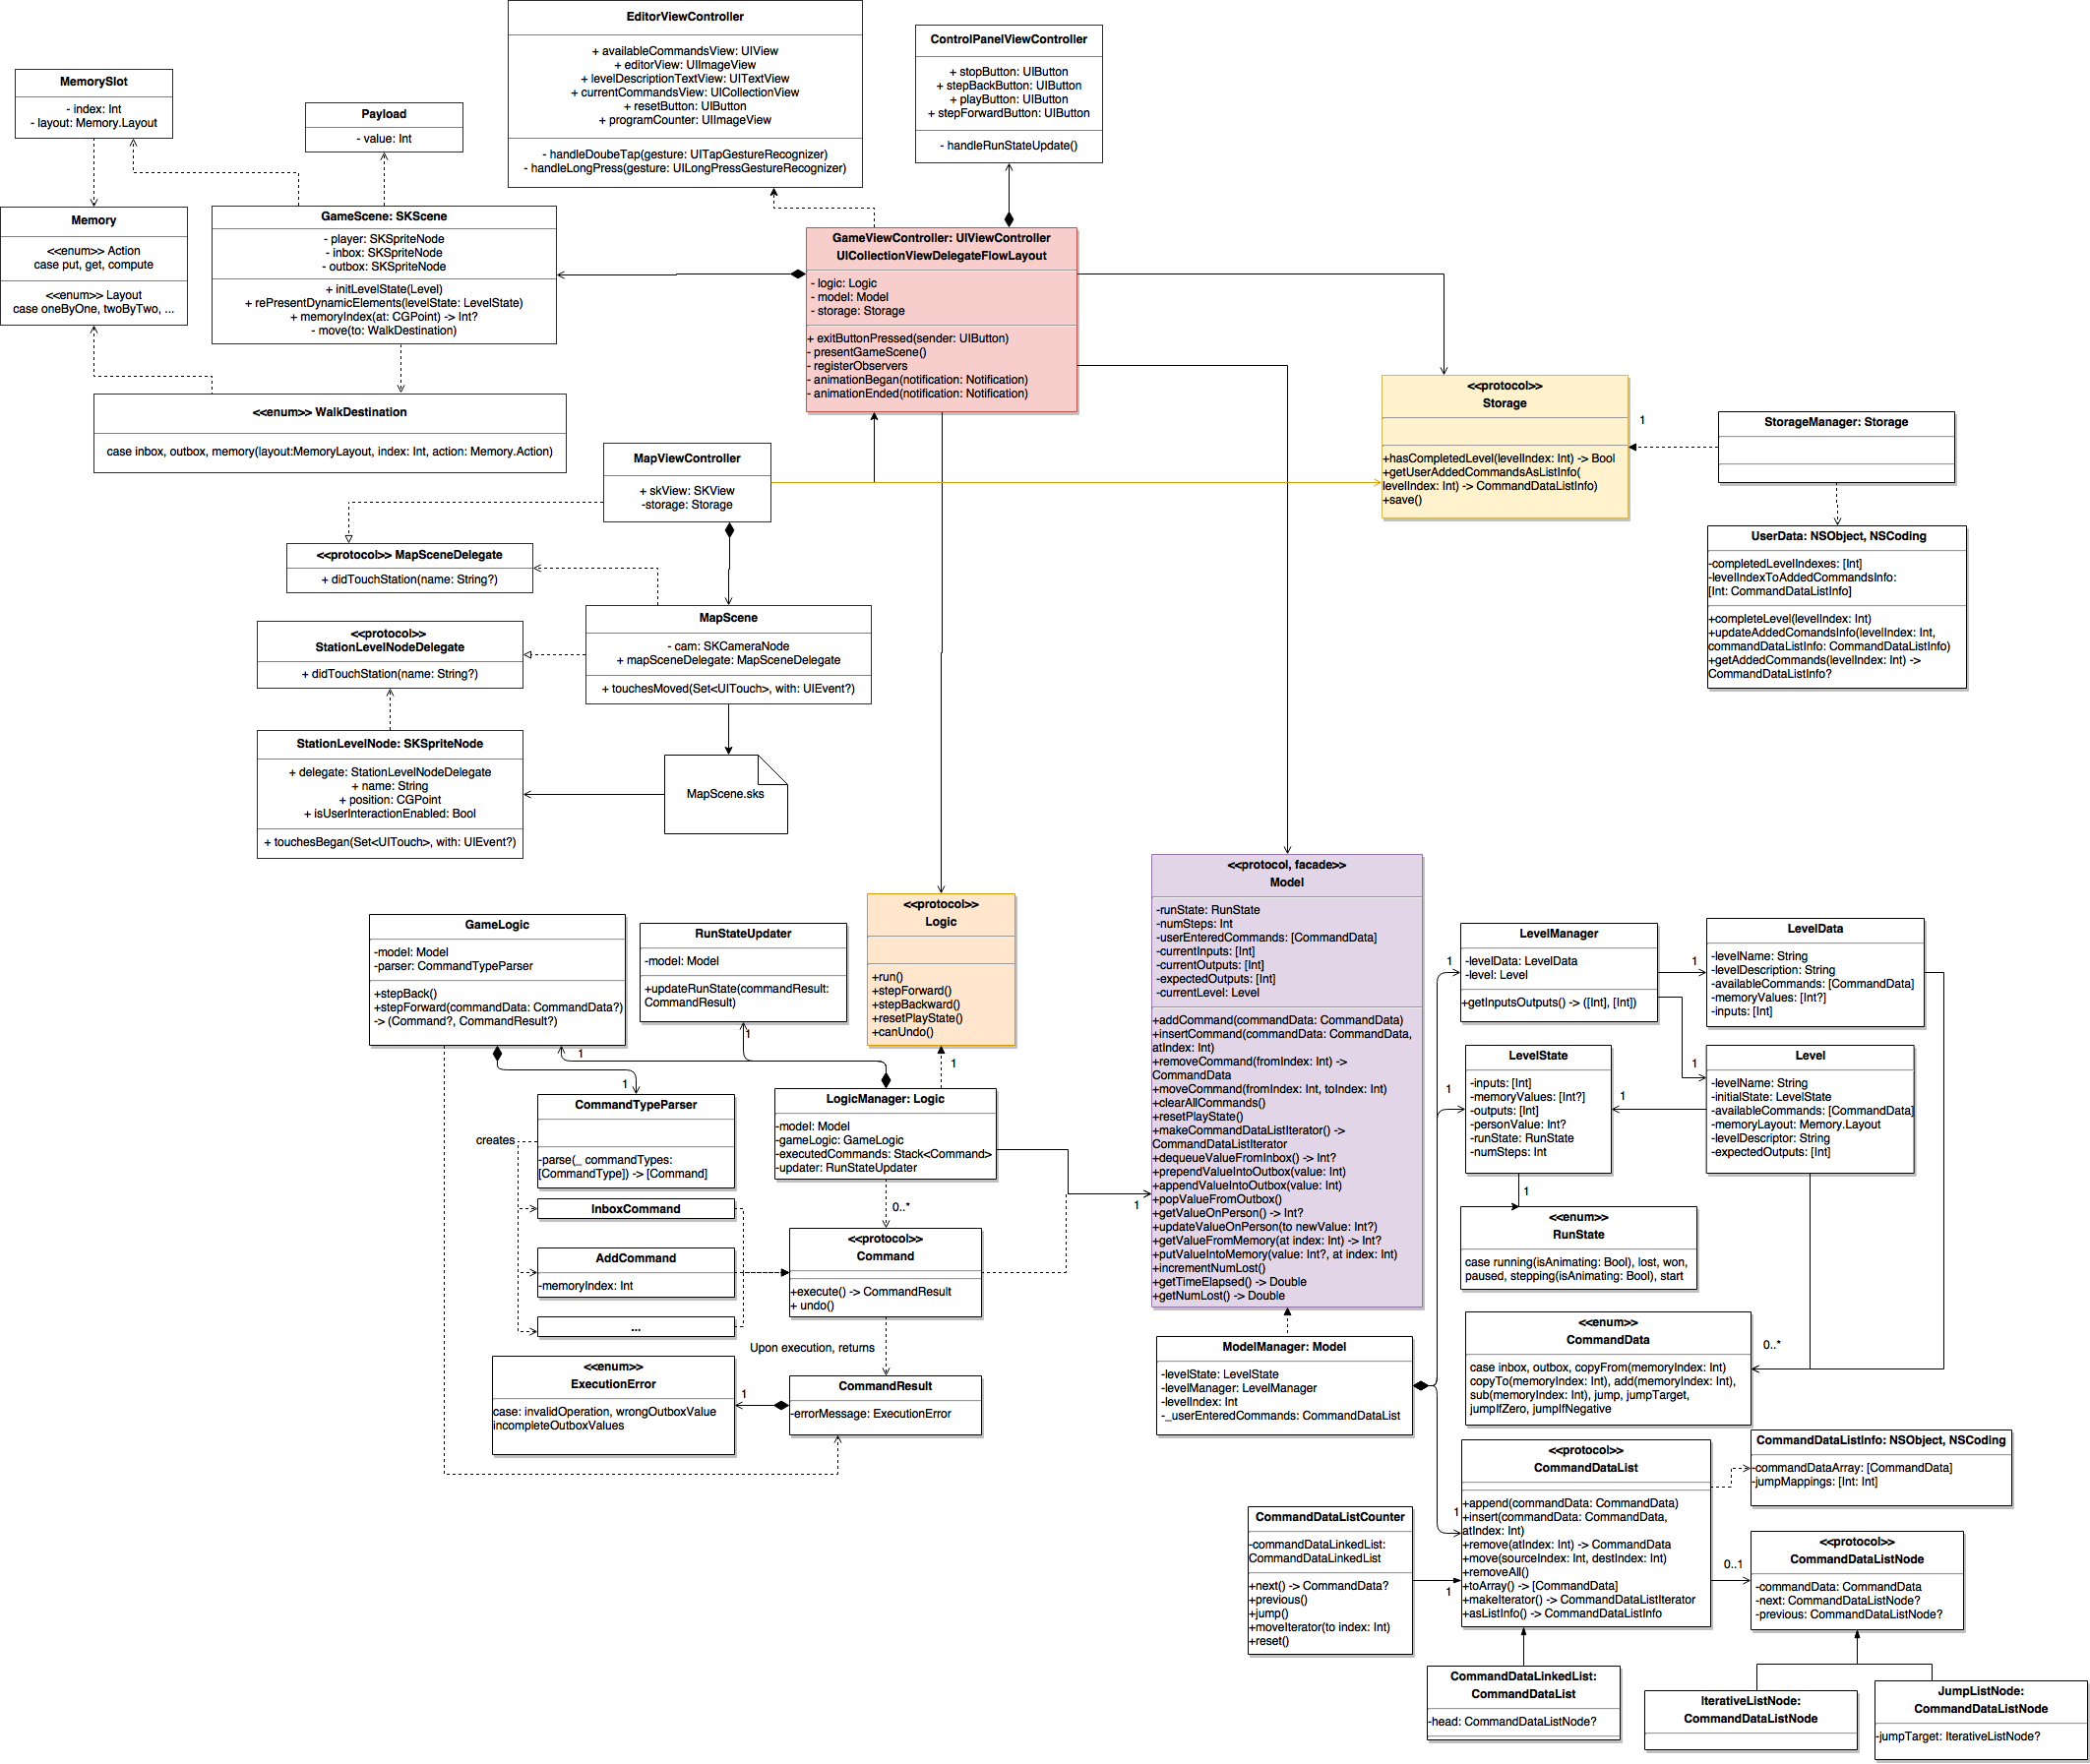 EditorViewController
+ availableCommandsView: UIView
+ editorView: UIImageView
+ levelDescriptionTextView: UITextView
+ currentCommandsView: UICollectionView
+ resetButton: UIButton
+ programCounter: UIImageView
- handleDoubeTap(gesture: UITapGestureRecognizer)
- handleLongPress(gesture: UILongPressGestureRecognizer)
ControlPanelViewController
+ stopButton: UIButton
+ stepBackButton: UIButton
+ playButton: UIButton
+ stepForwardButton: UIButton
- handleRunStateUpdate()
MemorySlot
- index: Int
- layout: Memory.Layout
Payload
- value: Int
Memory
<<enum>> Action
case put, get, compute
<<enum>> Layout
case oneByOne, twoByTwo, ...
GameScene: SKScene
- player: SKSpriteNode
- inbox: SKSpriteNode
- outbox: SKSpriteNode
+ initLevelState(Level)
+ rePresentDynamicElements(levelState: LevelState)
+ memoryIndex(at: CGPoint) -> Int?
- move(to: WalkDestination)
GameViewController: UIViewController
UICollectionViewDelegateFlowLayout
- logic: Logic
- model: Model
- storage: Storage
+ exitButtonPressed(sender: UIButton)
- presentGameScene()
- registerObservers
- animationBegan(notification: Notification)
- animationEnded(notification: Notification)
<<enum>> WalkDestination
case inbox, outbox, memory(layout:MemoryLayout, index: Int, action: Memory.Action)
<<protocol>>
Storage
+hasCompletedLevel(levelIndex: Int) -> Bool
+getUserAddedCommandsAsListInfo(
levelIndex: Int) -> CommandDataListInfo)
+save()
1
StorageManager: Storage
MapViewController
+ skView: SKView
-storage: Storage
UserData: NSObject, NSCoding
-completedLevelIndexes: [Int]
-levelIndexToAddedCommandsInfo:
[Int: CommandDataListInfo]
+completeLevel(levelIndex: Int)
+updateAddedComandsInfo(levelIndex: Int,
commandDataListInfo: CommandDataListInfo)
+getAddedCommands(levelIndex: Int) ->
CommandDataListInfo?
<<protocol>> MapSceneDelegate
+ didTouchStation(name: String?)
MapScene
- cam: SKCameraNode
+ mapSceneDelegate: MapSceneDelegate
+ touchesMoved(Set<UITouch>, with: UIEvent?)
<<protocol>>
StationLevelNodeDelegate
+ didTouchStation(name: String?)
StationLevelNode: SKSpriteNode
+ delegate: StationLevelNodeDelegate
+ name: String
+ position: CGPoint
+ isUserInteractionEnabled: Bool
+ touchesBegan(Set<UITouch>, with: UIEvent?)
MapScene.sks
<<protocol>>
Logic
+run()
+stepForward()
+stepBackward()
+resetPlayState()
+canUndo()
1
GameLogic
-model: Model
-parser: CommandTypeParser
+stepBack()
+stepForward(commandData: CommandData?)
-> (Command?, CommandResult?)
1
1
RunStateUpdater
-model: Model
+updateRunState(commandResult:
CommandResult)
1
CommandTypeParser
-parse(_ commandTypes:
[CommandType]) -> [Command]
creates
LogicManager: Logic
-model: Model
-gameLogic: GameLogic
-executedCommands: Stack<Command>
-updater: RunStateUpdater
0..*
1
InboxCommand
AddCommand
-memoryIndex: Int
...
<<protocol>>
Command
+execute() -> CommandResult
+ undo()
Upon execution, returns
<<enum>>
ExecutionError
case: invalidOperation, wrongOutboxValue
incompleteOutboxValues
1
CommandResult
-errorMessage: ExecutionError
<<protocol, facade>>
Model
-runState: RunState
-numSteps: Int
-userEnteredCommands: [CommandData]
-currentInputs: [Int]
-currentOutputs: [Int]
-expectedOutputs: [Int]
-currentLevel: Level
+addCommand(commandData: CommandData)
+insertCommand(commandData: CommandData,
atIndex: Int)
+removeCommand(fromIndex: Int) ->
CommandData
+moveCommand(fromIndex: Int, toIndex: Int)
+clearAllCommands()
+resetPlayState()
+makeCommandDataListIterator() ->
CommandDataListIterator
+dequeueValueFromInbox() -> Int?
+prependValueIntoOutbox(value: Int)
+appendValueIntoOutbox(value: Int)
+popValueFromOutbox()
+getValueOnPerson() -> Int?
+updateValueOnPerson(to newValue: Int?)
+getValueFromMemory(at index: Int) -> Int?
+putValueIntoMemory(value: Int?, at index: Int)
+incrementNumLost()
+getTimeElapsed() -> Double
+getNumLost() -> Double
ModelManager: Model
-levelState: LevelState
-levelManager: LevelManager
-levelIndex: Int
-_userEnteredCommands: CommandDataList
1
LevelManager
-levelData: LevelData
-level: Level
+getInputsOutputs() -> ([Int], [Int])
1
1
LevelData
-levelName: String
-levelDescription: String
-availableCommands: [CommandData]
-memoryValues: [Int?]
-inputs: [Int]
1
LevelState
-inputs: [Int]
-memoryValues: [Int?]
-outputs: [Int]
-personValue: Int?
-runState: RunState
-numSteps: Int
1
1
Level
-levelName: String
-initialState: LevelState
-availableCommands: [CommandData]
-memoryLayout: Memory.Layout
-levelDescriptor: String
-expectedOutputs: [Int]
<<enum>>
RunState
case running(isAnimating: Bool), lost, won,
paused, stepping(isAnimating: Bool), start
<<enum>>
CommandData
case inbox, outbox, copyFrom(memoryIndex: Int)
copyTo(memoryIndex: Int), add(memoryIndex: Int),
sub(memoryIndex: Int), jump, jumpTarget,
jumpIfZero, jumpIfNegative
0..*
1
<<protocol>>
CommandDataList
+append(commandData: CommandData)
+insert(commandData: CommandData,
atIndex: Int)
+remove(atIndex: Int) -> CommandData
+move(sourceIndex: Int, destIndex: Int)
+removeAll()
+toArray() -> [CommandData]
+makeIterator() -> CommandDataListIterator
+asListInfo() -> CommandDataListInfo
CommandDataListInfo: NSObject, NSCoding
-commandDataArray: [CommandData]
-jumpMappings: [Int: Int]
CommandDataListCounter
-commandDataLinkedList:
CommandDataLinkedList
+next() -> CommandData?
+previous()
+jump()
+moveIterator(to index: Int)
+reset()
1
0..1
<<protocol>>
CommandDataListNode
-commandData: CommandData
-next: CommandDataListNode?
-previous: CommandDataListNode?
CommandDataLinkedList:
CommandDataList
-head: CommandDataListNode?
IterativeListNode:
CommandDataListNode
JumpListNode:
CommandDataListNode
-jumpTarget: IterativeListNode?